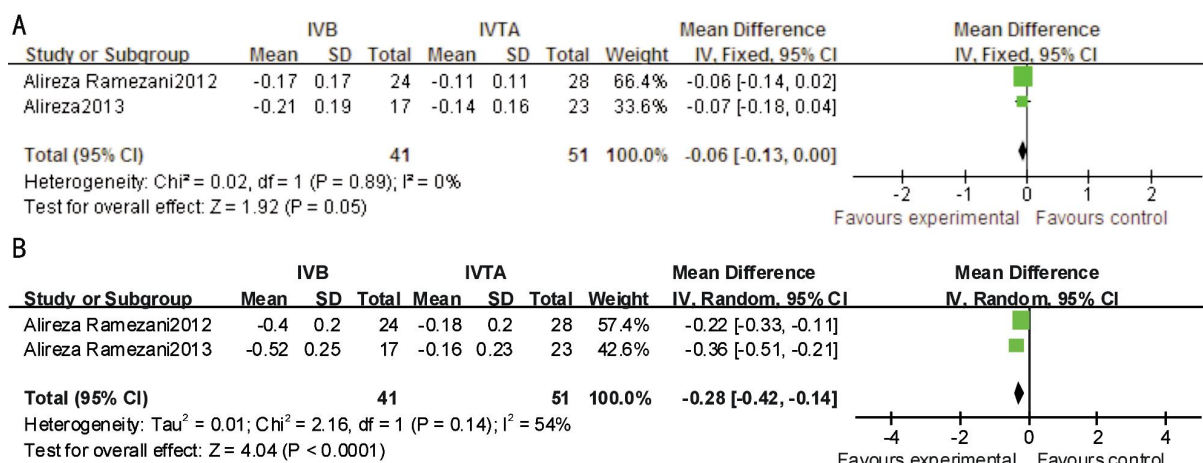 A
IVB IVTA Mean Difference Mean Difference
Study or Subgroup Mean SD Total Mean SD Total Weight IV, Fixed, 95% CI IV, Fixed, 95% CI
Alireza Ramezani2012 -0.17 0.17 24 -0.11 0.11 28 66.4% -0.06 [-0.14, 0.02]
Alireza2013 -0.21 0.19 17 -0.14 0.16 23 33.6% -0.07 [-0.18, 0.04]
Total (95% CI) 41 51 100.0% -0.06 [-0.13, 0.00]
Heterogeneity: Chi² = 0.02, df = 1 (P = 0.89); I² = 0%
Test for overall effect: Z = 1.92 (P = 0.05)
-2 -1 0 1 2
Favours experimental Favours control
B
IVB IVTA Mean Difference Mean Difference
Study or Subgroup Mean SD Total Mean SD Total Weight IV, Random, 95% CI IV, Random, 95% CI
Alireza Ramezani2012 -0.4 0.2 24 -0.18 0.2 28 57.4% -0.22 [-0.33, -0.11]
Alireza Ramezani2013 -0.52 0.25 17 -0.16 0.23 23 42.6% -0.36 [-0.51, -0.21]
Total (95% CI) 41 51 100.0% -0.28 [-0.42, -0.14]
Heterogeneity: Tau² = 0.01; Chi² = 2.16, df = 1 (P = 0.14); I² = 54%
Test for overall effect: Z = 4.04 (P < 0.0001)
-4 -2 0 2 4
Favours experimental Favours control